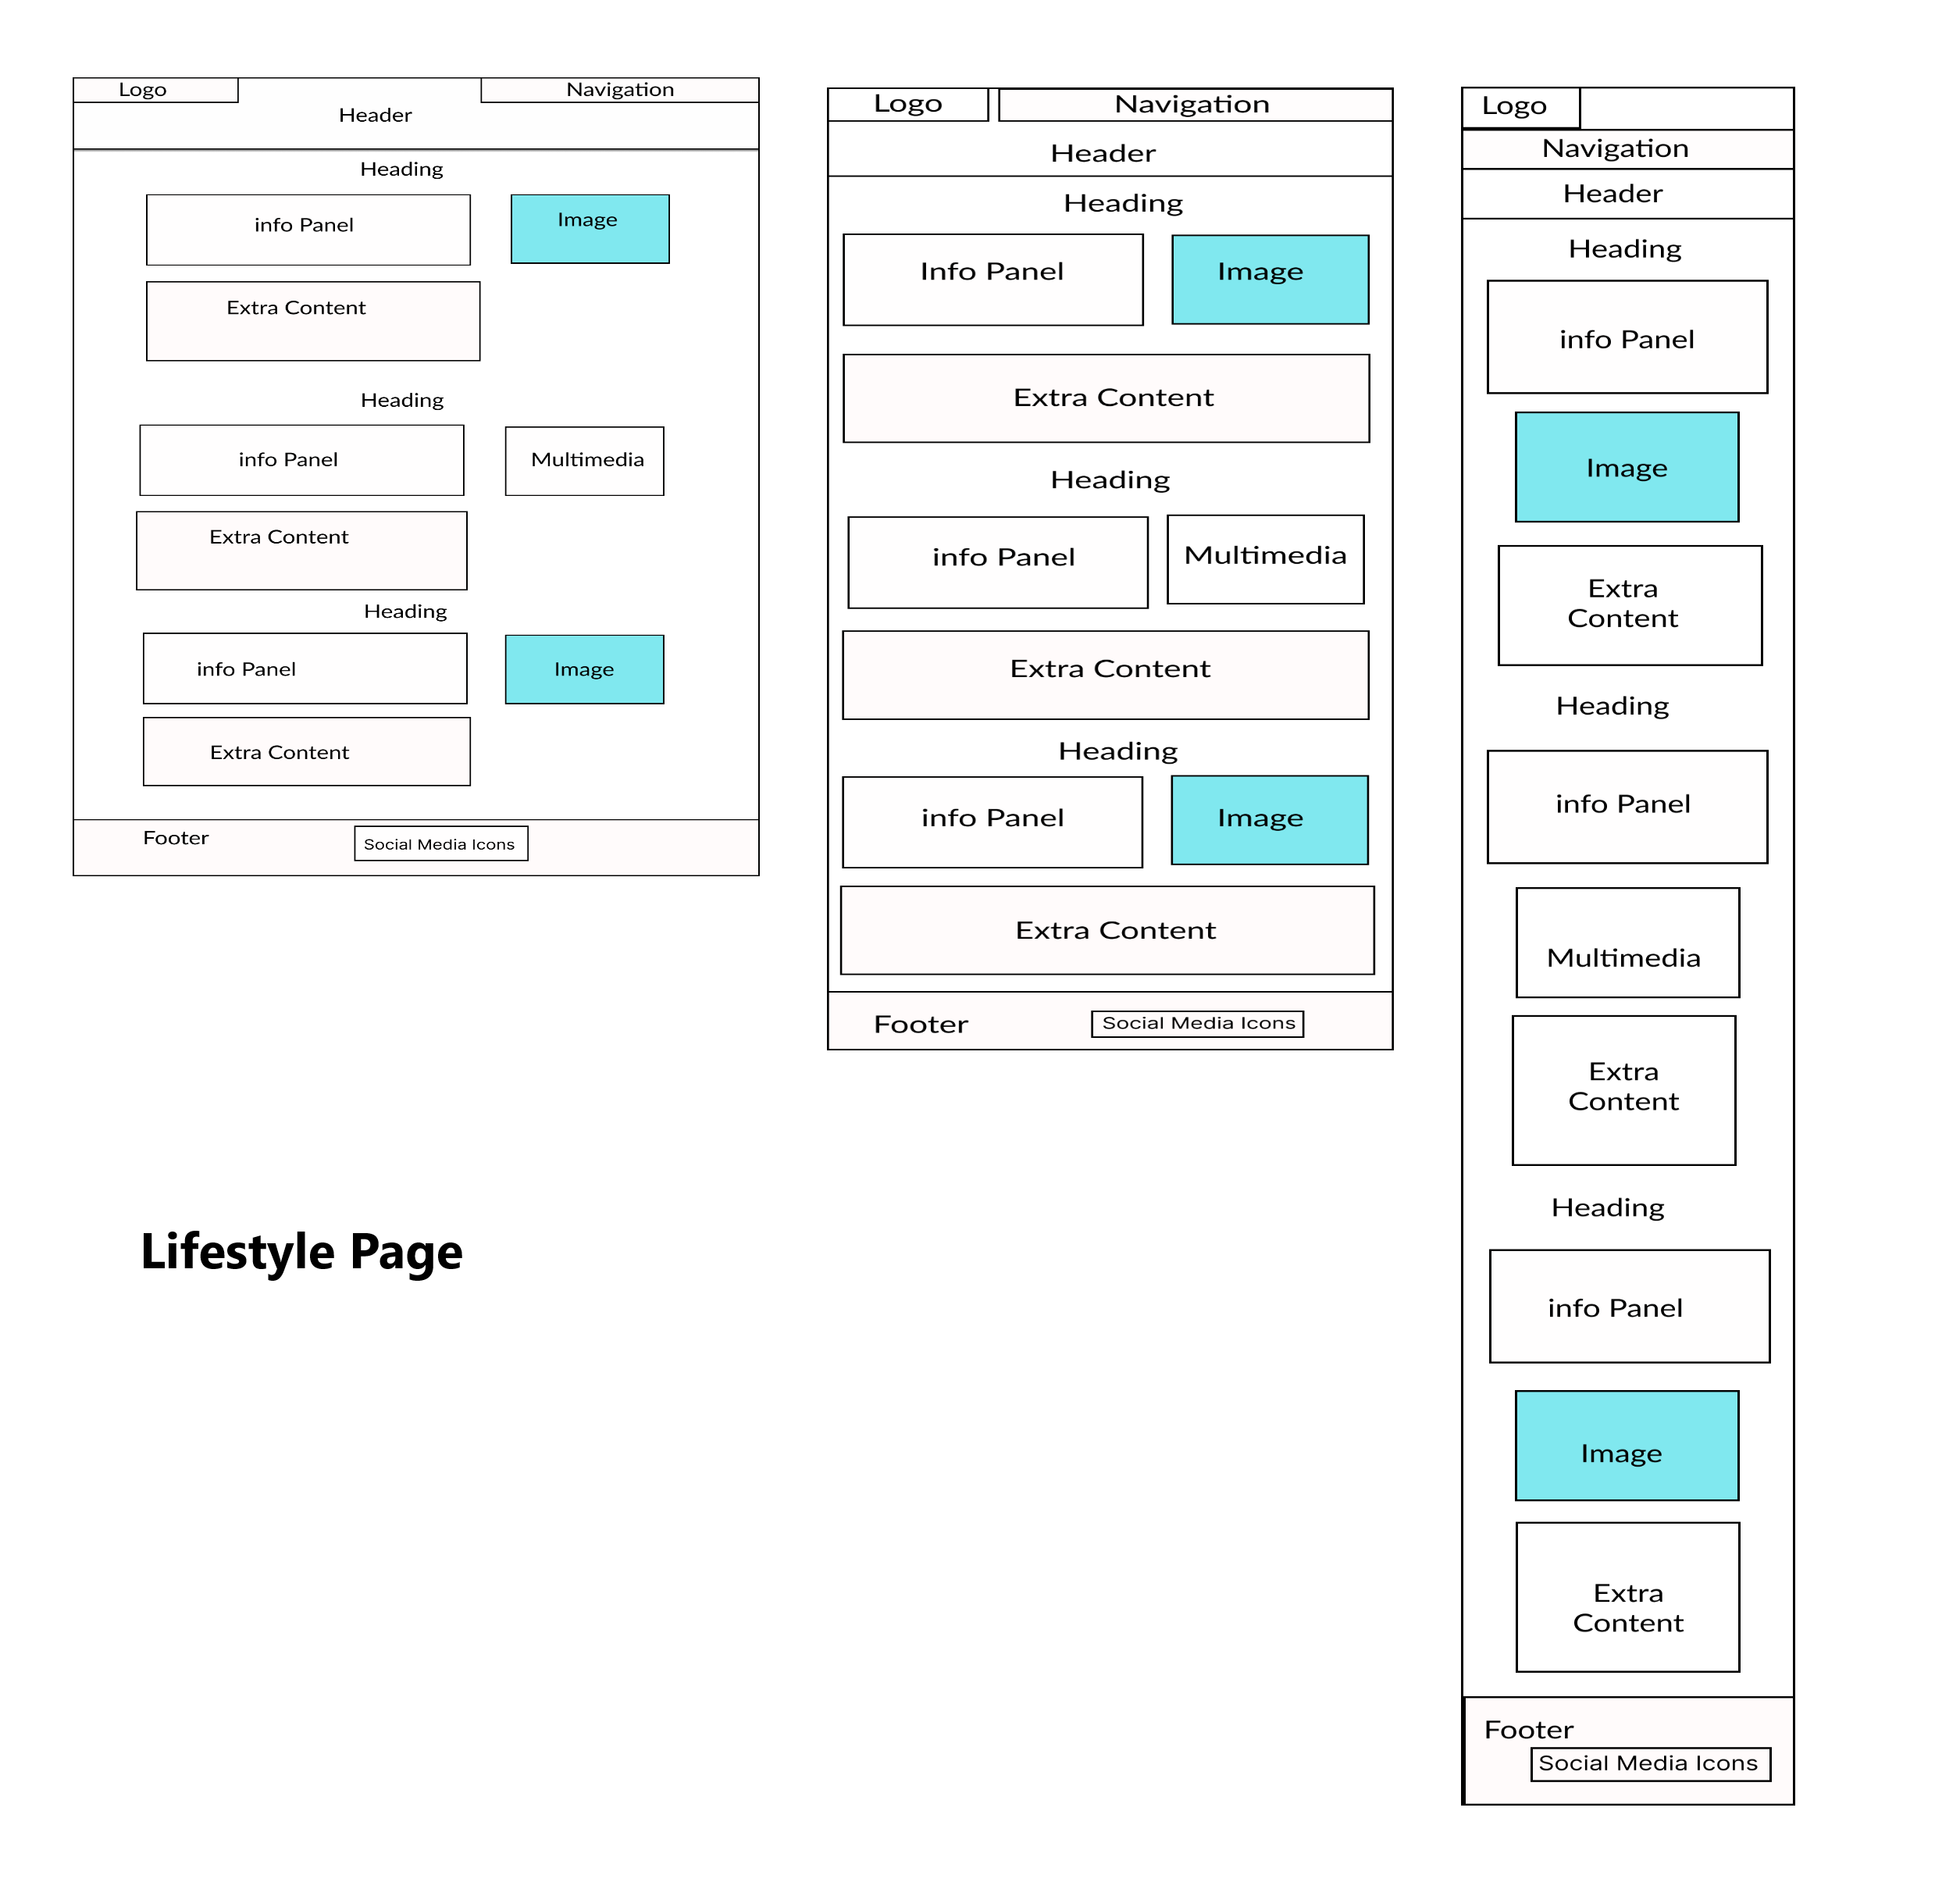 Logo
Navigation
Header
Heading
info Panel
Image
Extra Content
Heading
info Panel
Multimedia
Extra Content
Heading
info Panel
Image
Extra Content
Footer
Social Media Icons
Logo
Navigation
Header
Heading
Info Panel
Image
Extra Content
Heading
info Panel
Multimedia
Extra Content
Heading
info Panel
Image
Extra Content
Footer
Social Media Icons
Logo
Navigation
Header
Heading
info Panel
Image
Extra
Content
Heading
info Panel
Multimedia
Extra
Content
Heading
info Panel
Image
Extra
Content
Footer
Social Media Icons
Lifestyle Page